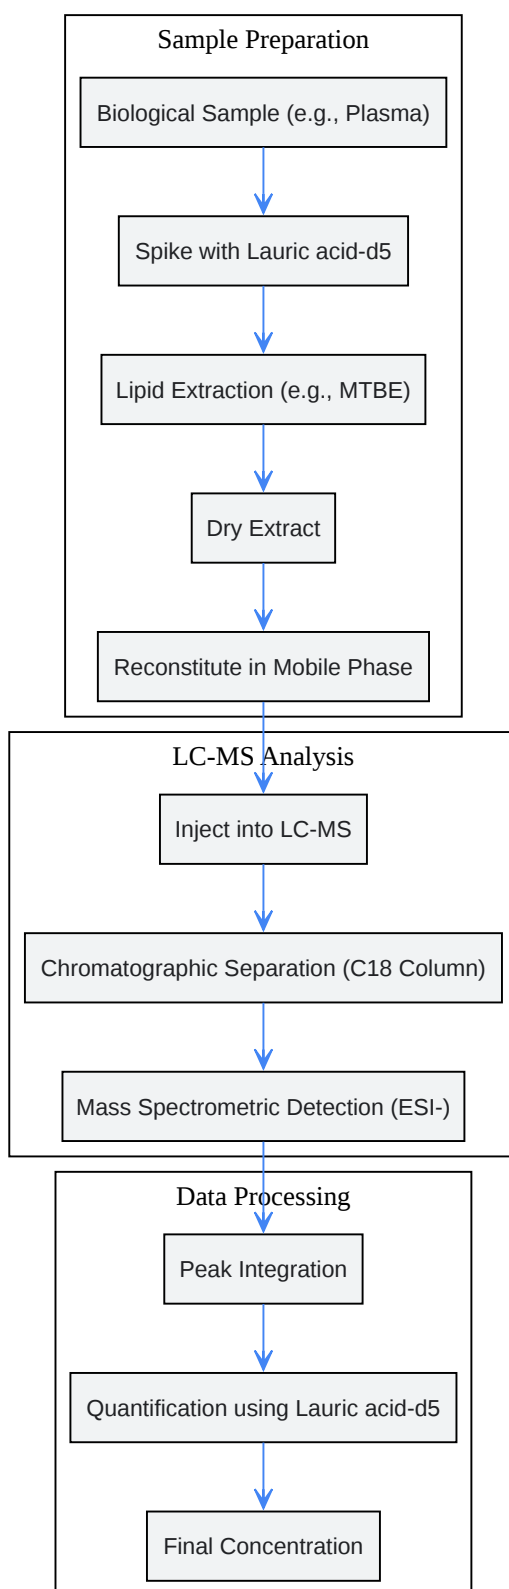 Sample Preparation
Biological Sample (e.g., Plasma)
Spike with Lauric acid-d5
Lipid Extraction (e.g., MTBE)
Dry Extract
Reconstitute in Mobile Phase
LC-MS Analysis
Inject into LC-MS
Chromatographic Separation (C18 Column)
Mass Spectrometric Detection (ESI-)
Data Processing
Peak Integration
Quantification using Lauric acid-d5
Final Concentration